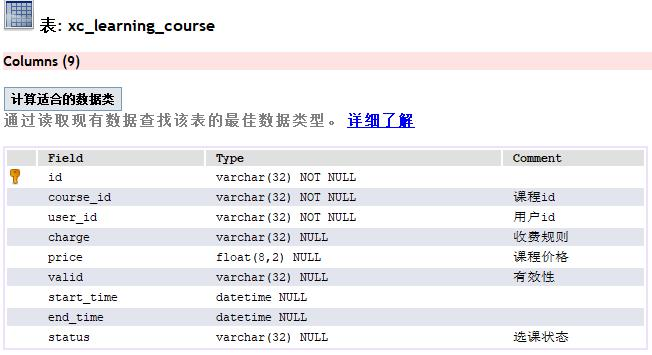 表: xc_learning_course
Columns (9)
计算适合的数据类
通过读取现有数据查找该表的最佳数据类型。 详细了解
Field Type Comment
id varchar(32) NOT NULL
course_id varchar(32) NOT NULL 课程id
user_id varchar(32) NOT NULL 用户id
charge varchar(32) NULL 收费规则
price float(8,2) NULL 课程价格
valid varchar(32) NULL 有效性
start_time datetime NULL
end_time datetime NULL
status varchar(32) NULL 选课状态